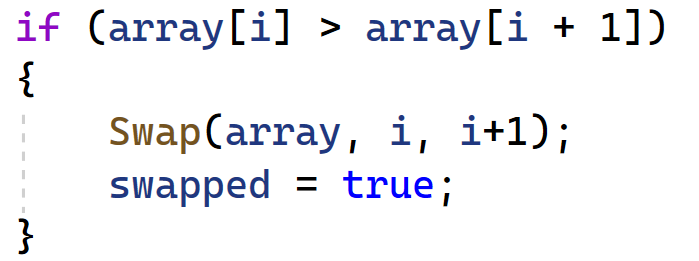 if (array[i] > array[i + 1])
{
    Swap(array, i, i+1);
    swapped = true;
}